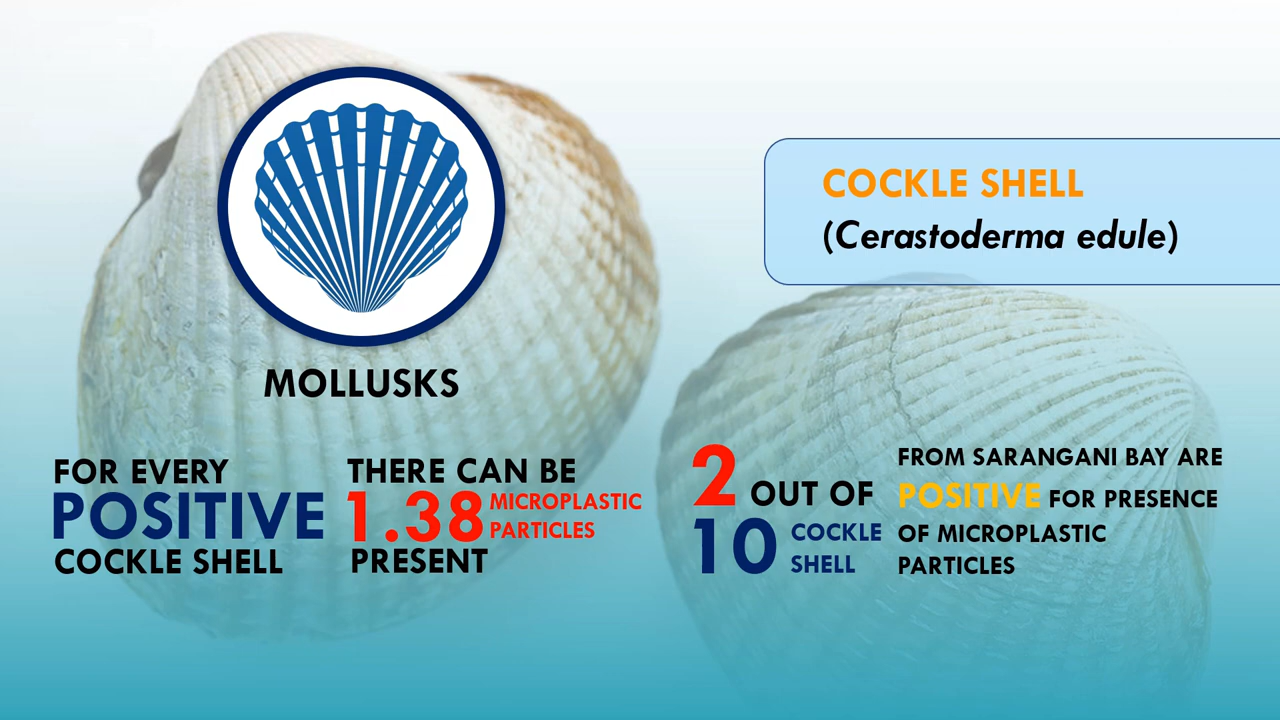 MOLLUSKS
COCKLE SHELL
(Cerastoderma edule)
FOR EVERY
POSITIVE
COCKLE SHELL
THERE CAN BE
1.38 MICROPLASTIC
PARTICLES
PRESENT
2 OUT OF
10 COCKLE
SHELL
FROM SARANGANI BAY ARE
POSITIVE FOR PRESENCE
OF MICROPLASTIC
PARTICLES